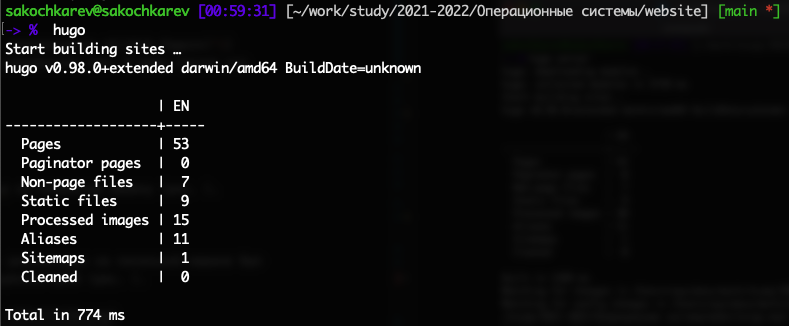 sakochkarev@sakochkarev [00:59:31] [~/work/study/2021-2022/Операционные системы/website] [main *]
-> %  hugo
Start building sites …
hugo v0.98.0+extended darwin/amd64 BuildDate=unknown

                   | EN
-------------------+-----
  Pages            | 53
  Paginator pages  |  0
  Non-page files   |  7
  Static files     |  9
  Processed images | 15
  Aliases          | 11
  Sitemaps         |  1
  Cleaned          |  0

Total in 774 ms